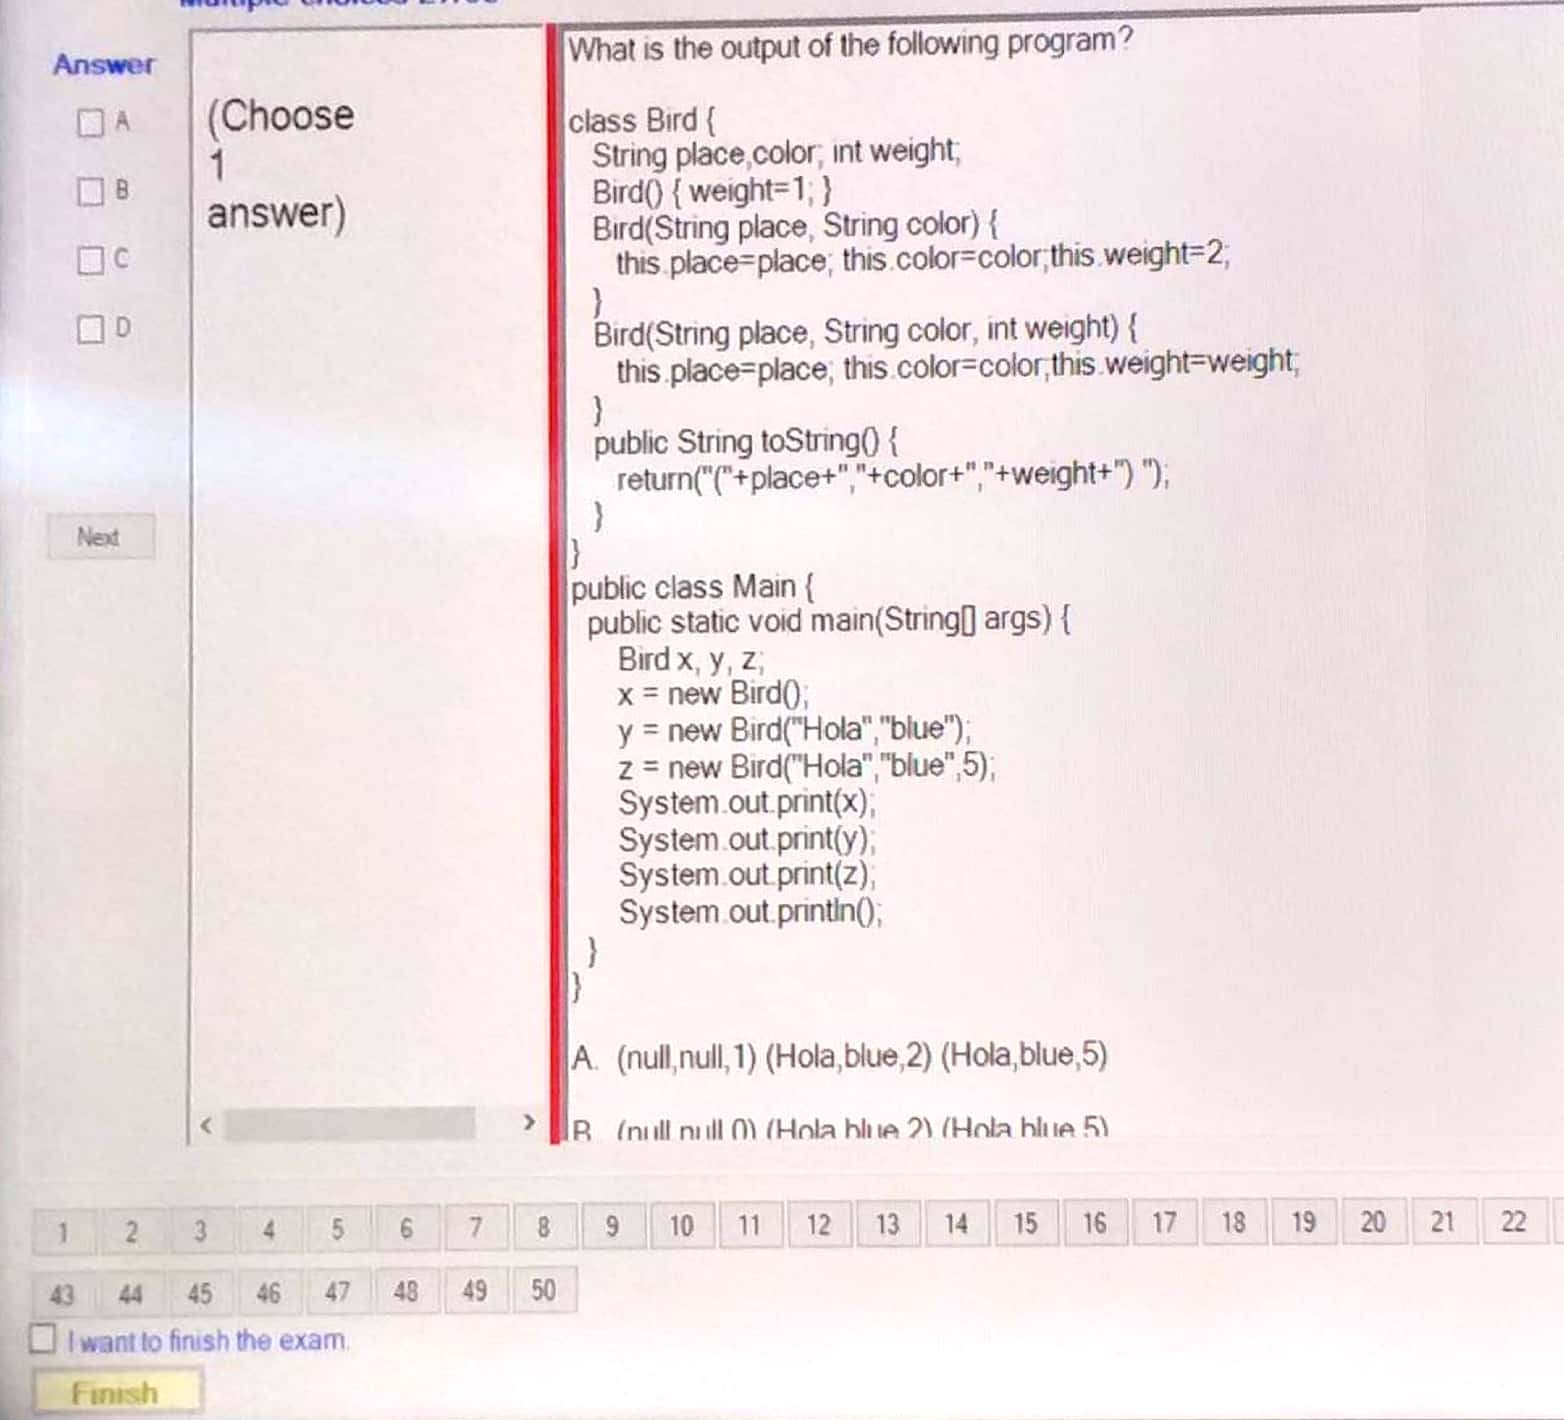 Answer
A
B
C
D
(Choose
1
answer)
Next
What is the output of the following program?
class Bird {
String place,color; int weight;
Bird() { weight=1; }
Bird(String place, String color) {
this.place=place; this.color=color;this.weight=2;
}
Bird(String place, String color, int weight) {
this.place=place; this.color=color;this.weight=weight;
}
public String toString() {
return("("+place+","+color+","+weight+") ");
}
}
public class Main {
public static void main(String[] args) {
Bird x, y, z;
x = new Bird();
y = new Bird("Hola","blue");
z = new Bird("Hola","blue",5);
System.out.print(x);
System.out.print(y);
System.out.print(z);
System.out.println();
}
}
A. (null,null,1) (Hola,blue,2) (Hola,blue,5)
B. (null,null,0) (Hola,blue,2) (Hola,blue,5)
1 2 3 4 5 6 7 8 9 10 11 12 13 14 15 16 17 18 19 20 21 22
43 44 45 46 47 48 49 50
I want to finish the exam.
Finish